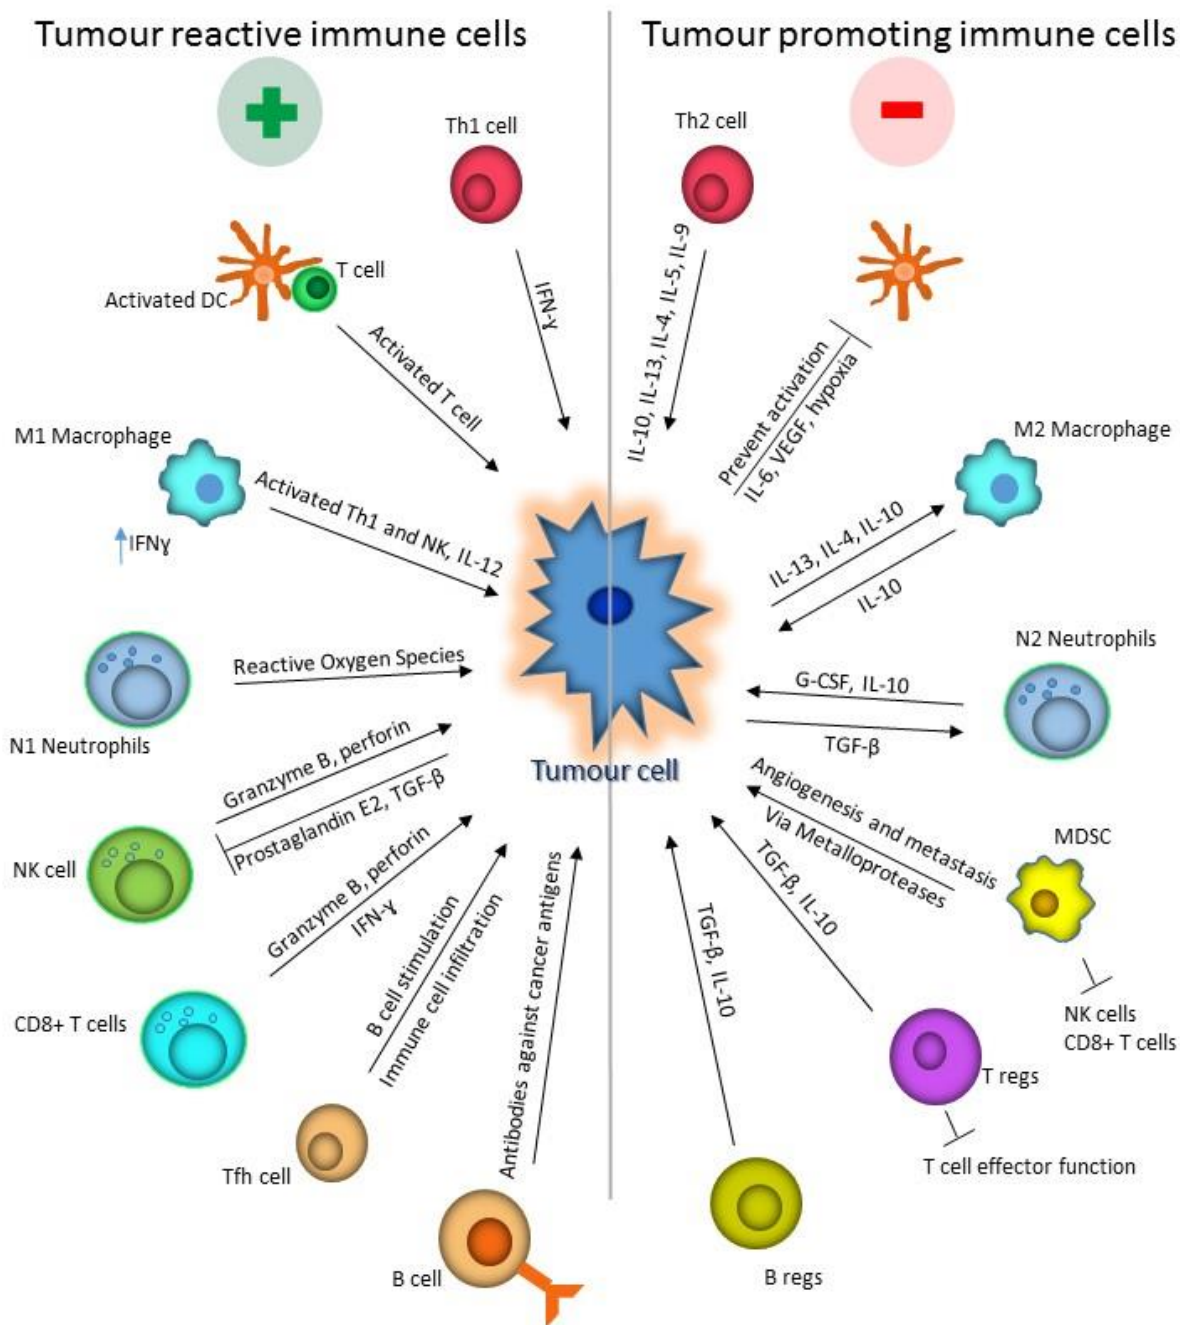 Tumour reactive immune cells
Tumour promoting immune cells
Th1 cell
Th2 cell
T cell
Activated DC
Activated T cell
IFN-γ
IL-10, IL-13, IL-4, IL-5, IL-9
Prevent activation
IL-6, VEGF, hypoxia
M1 Macrophage
IFNγ
Activated Th1 and NK, IL-12
M2 Macrophage
IL-13, IL-4, IL-10
IL-10
N1 Neutrophils
Reactive Oxygen Species
N2 Neutrophils
G-CSF, IL-10
TGF-β
Tumour cell
NK cell
Granzyme B, perforin
Prostaglandin E2, TGF-β
CD8+ T cells
Granzyme B, perforin
IFN-γ
Tfh cell
B cell stimulation
Immune cell infiltration
B cell
Antibodies against cancer antigens
Angiogenesis and metastasis
Via Metalloproteases
MDSC
NK cells
CD8+ T cells
TGF-β, IL-10
T regs
T cell effector function
TGF-β, IL-10
B regs